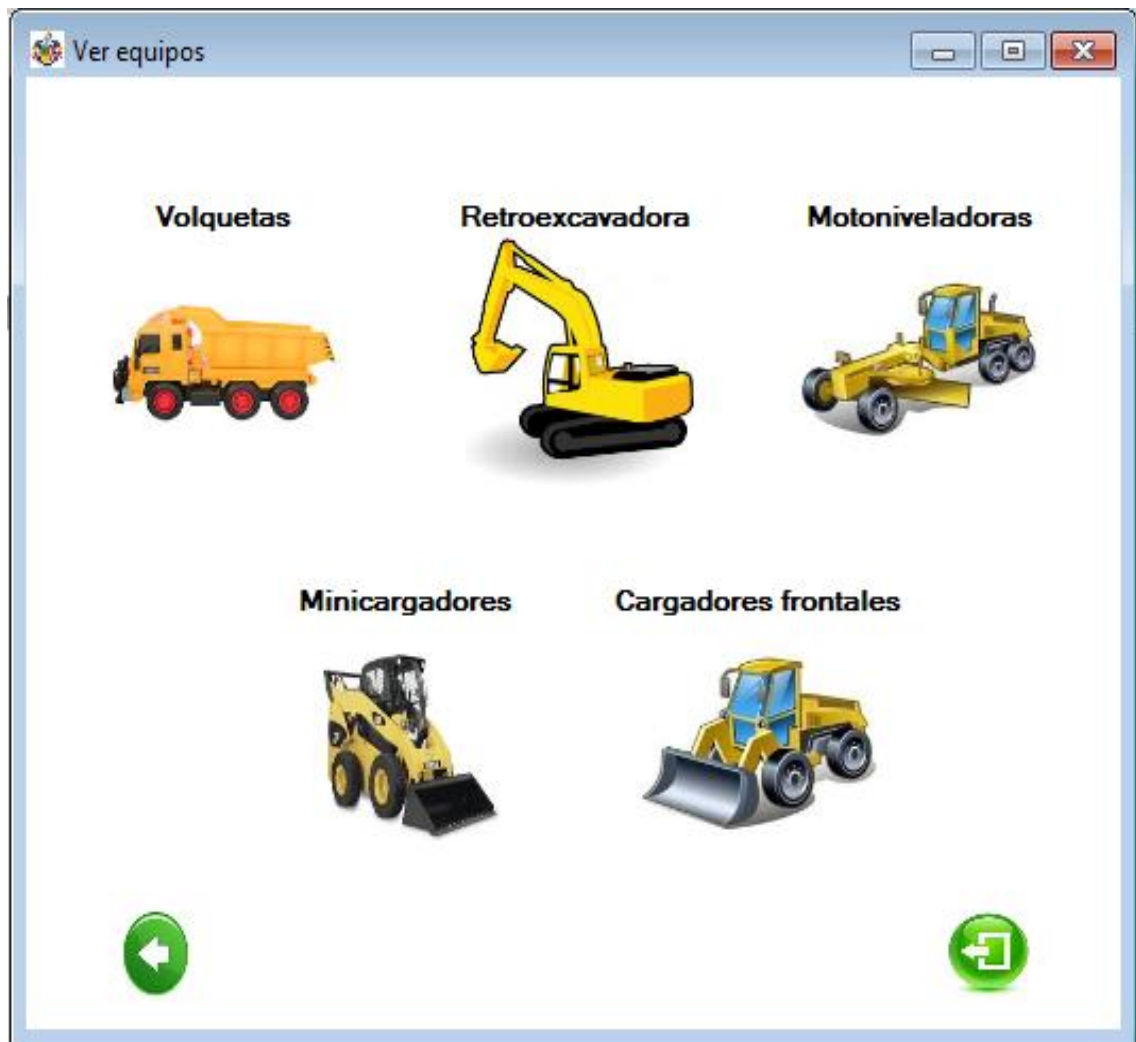 Ver equipos
Volquetas
Retroexcavadora
Motoniveladoras
Minicargadores
Cargadores frontales